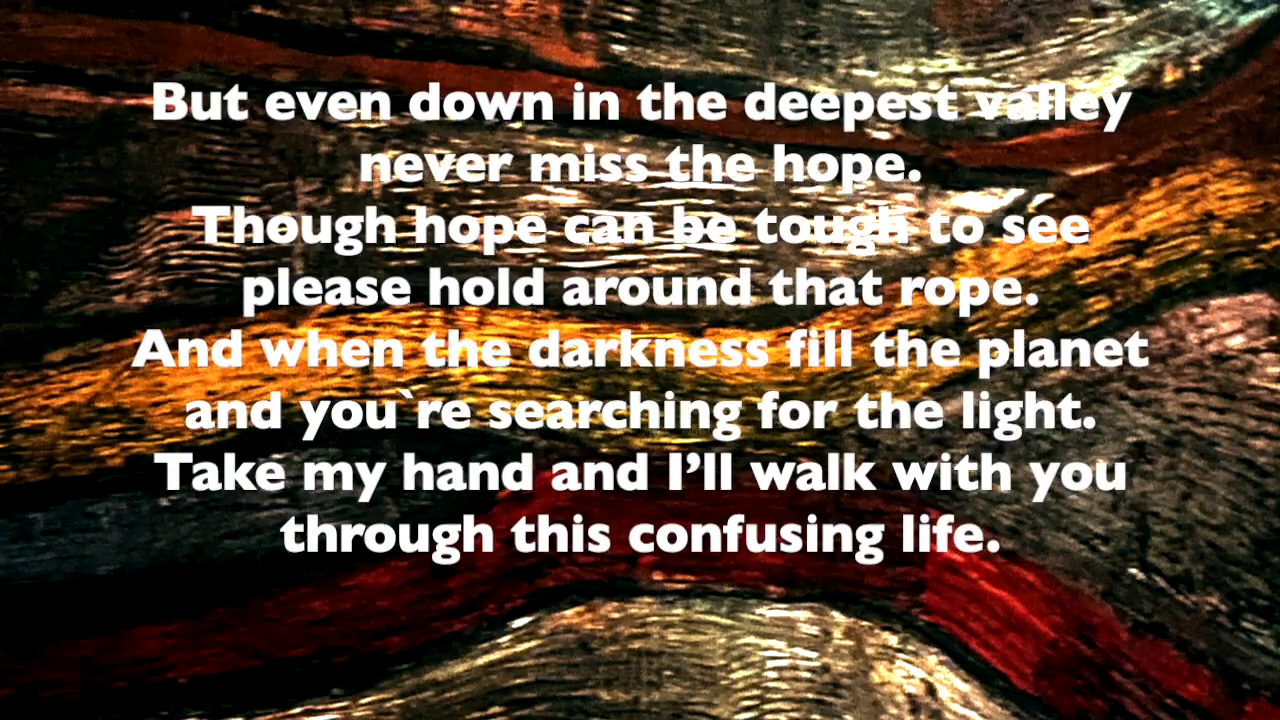 But even down in the deepest valley
never miss the hope.
Though hope can be tough to see
please hold around that rope.
And when the darkness fill the planet
and you`re searching for the light.
Take my hand and I’ll walk with you
through this confusing life.